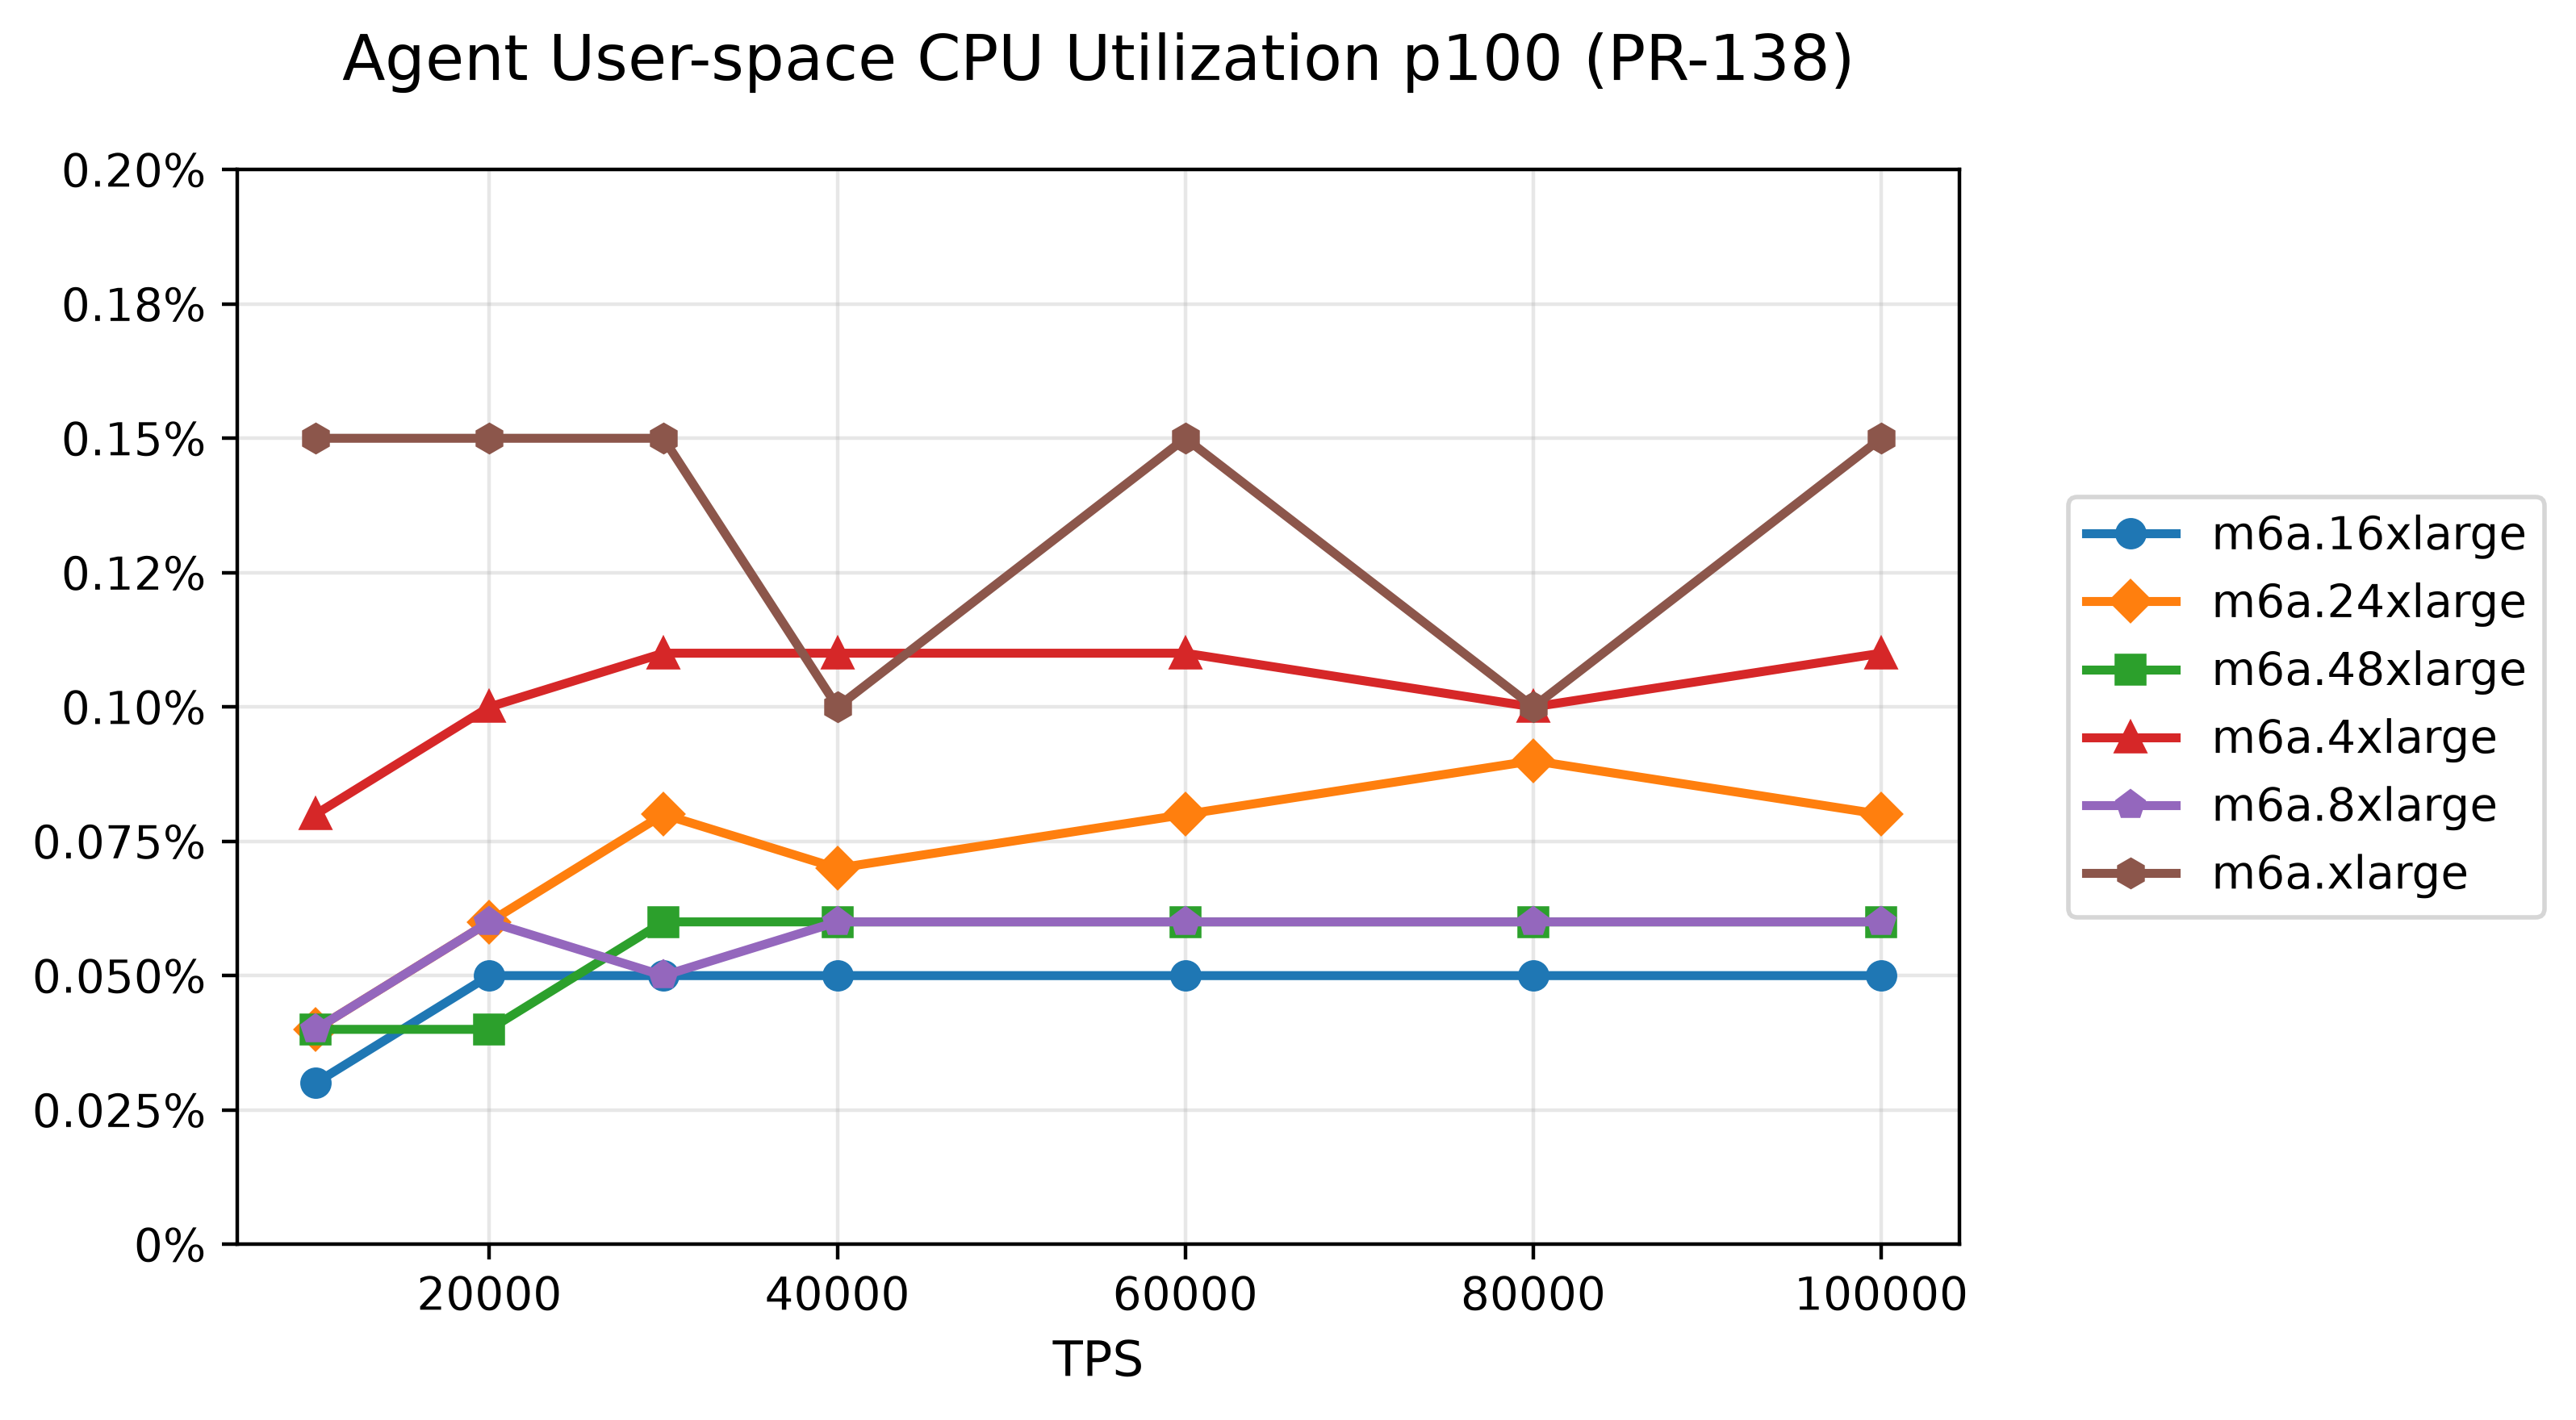 Agent User-space CPU Utilization p100 (PR-138)
0.20%
0.18%
0.15%
0.12%
0.10%
0.075%
0.050%
0.025%
0%
20000 40000 60000 80000 100000
TPS
m6a.16xlarge
m6a.24xlarge
m6a.48xlarge
m6a.4xlarge
m6a.8xlarge
m6a.xlarge